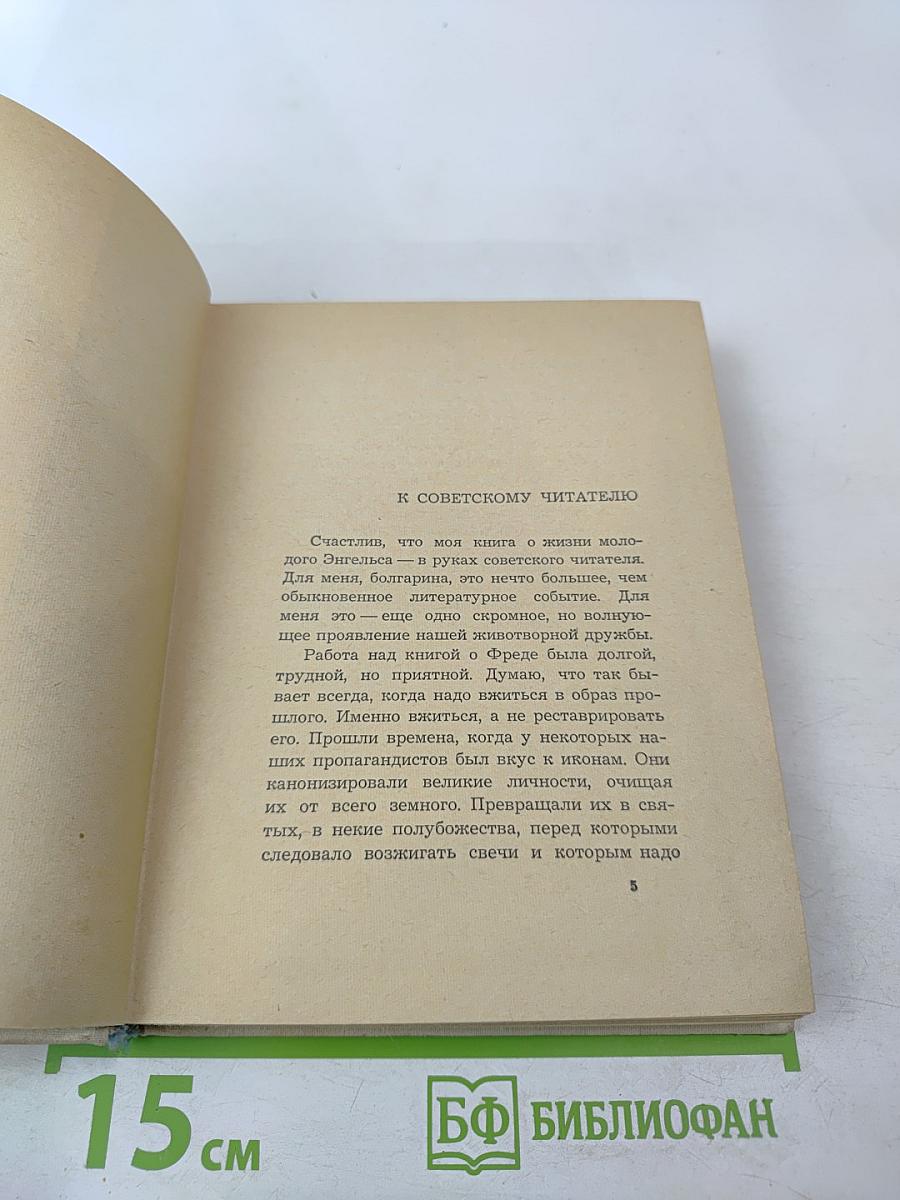 К СОВЕТСКОМУ ЧИТАТЕЛЮ
Счастлив, что моя книга о жизни моло-
дого Энгельса — в руках советского читателя.
Для меня, болгарина, это нечто большее, чем
обыкновенное литературное событие. Для
меня это — еще одно скромное, но волную-
щее проявление нашей животворной дружбы.
Работа над книгой о Фреде была долгой,
трудной, но приятной. Думаю, что так бы-
вает всегда, когда надо вжиться в образ про-
шлого. Именно вжиться, а не реставрировать
его. Прошли времена, когда у некоторых на-
ших пропагандистов был вкус к иконам. Они
канонизировали великие личности, очищая
их от всего земного. Превращали их в свя-
тых, в некие полубожества, перед которыми
следовало возжигать свечи и которым надо
5
15 см
БФ БИБЛИОФАН